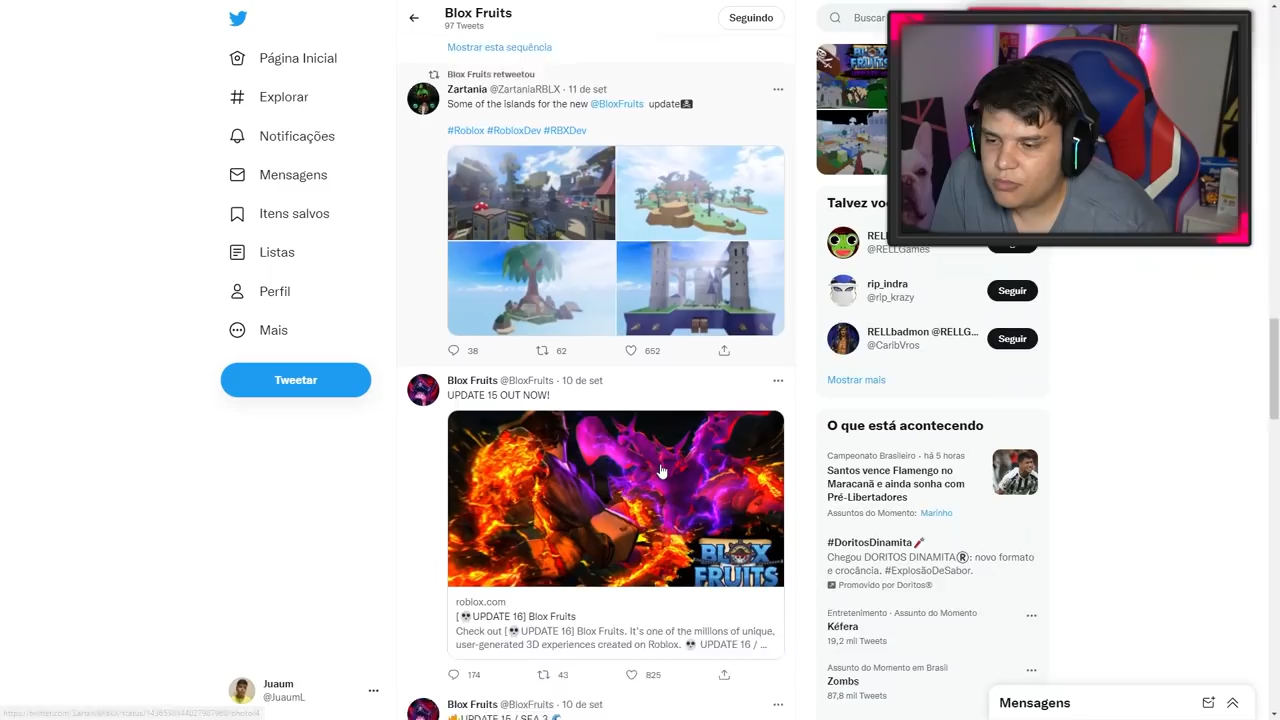 Blox Fruits
97 Tweets
Seguindo
Buscar
Página Inicial
Explorar
Notificações
Mensagens
Itens salvos
Listas
Perfil
Mais
Tweetar
Juaum
@JuaumL
Mostrar esta sequência
Blox Fruits retweetou
Zartania @ZartaniaRBLX · 11 de set
Some of the islands for the new @BloxFruits update🏴‍☠️
#Roblox #RobloxDev #RBXDev
38 62 652
Blox Fruits @BloxFruits · 10 de set
UPDATE 15 OUT NOW!
BLOX
FRUITS
roblox.com
[💀UPDATE 16] Blox Fruits
Check out [💀UPDATE 16] Blox Fruits. It's one of the millions of unique,
user-generated 3D experiences created on Roblox. 💀 UPDATE 16 / ...
174 43 825
Blox Fruits @BloxFruits · 10 de set
🔥UPDATE 15 / SEA 3 🌊
Talvez vo
RELL
@RELLGames
rip_indra
@rip_krazy
Seguir
RELLbadmon @RELLG...
@CaribVros
Seguir
Mostrar mais
O que está acontecendo
Campeonato Brasileiro · há 5 horas
Santos vence Flamengo no
Maracanã e ainda sonha com
Pré-Libertadores
Assuntos do Momento: Marinho
#DoritosDinamita🧨
Chegou DORITOS DINAMITA®: novo formato
e crocância. #ExplosãoDeSabor.
Promovido por Doritos®
Entretenimento · Assunto do Momento
Kéfera
19,2 mil Tweets
Assunto do Momento em Brasil
Zombs
87,8 mil Tweets
Mensagens